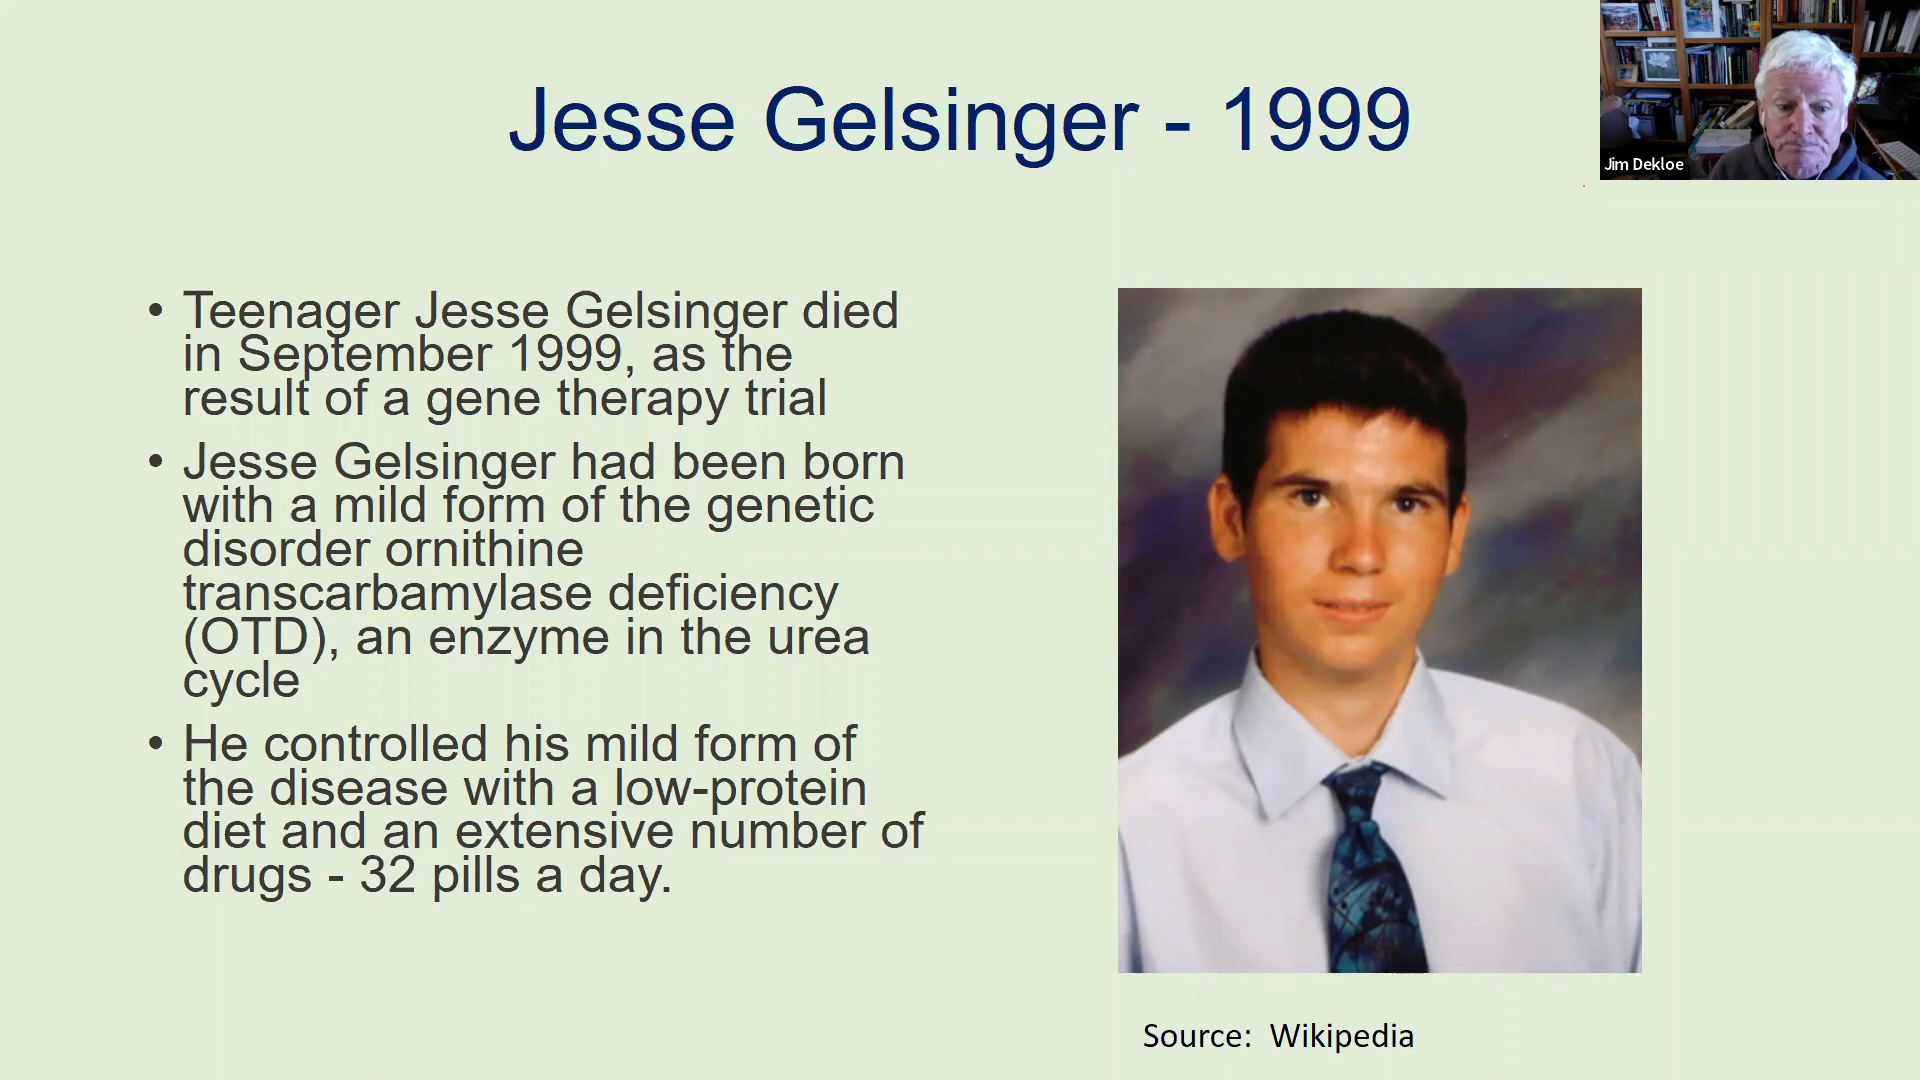 Jesse Gelsinger - 1999
Jim Dekloe
• Teenager Jesse Gelsinger died
in September 1999, as the
result of a gene therapy trial
• Jesse Gelsinger had been born
with a mild form of the genetic
disorder ornithine
transcarbamylase deficiency
(OTD), an enzyme in the urea
cycle
• He controlled his mild form of
the disease with a low-protein
diet and an extensive number of
drugs - 32 pills a day.
Source:  Wikipedia